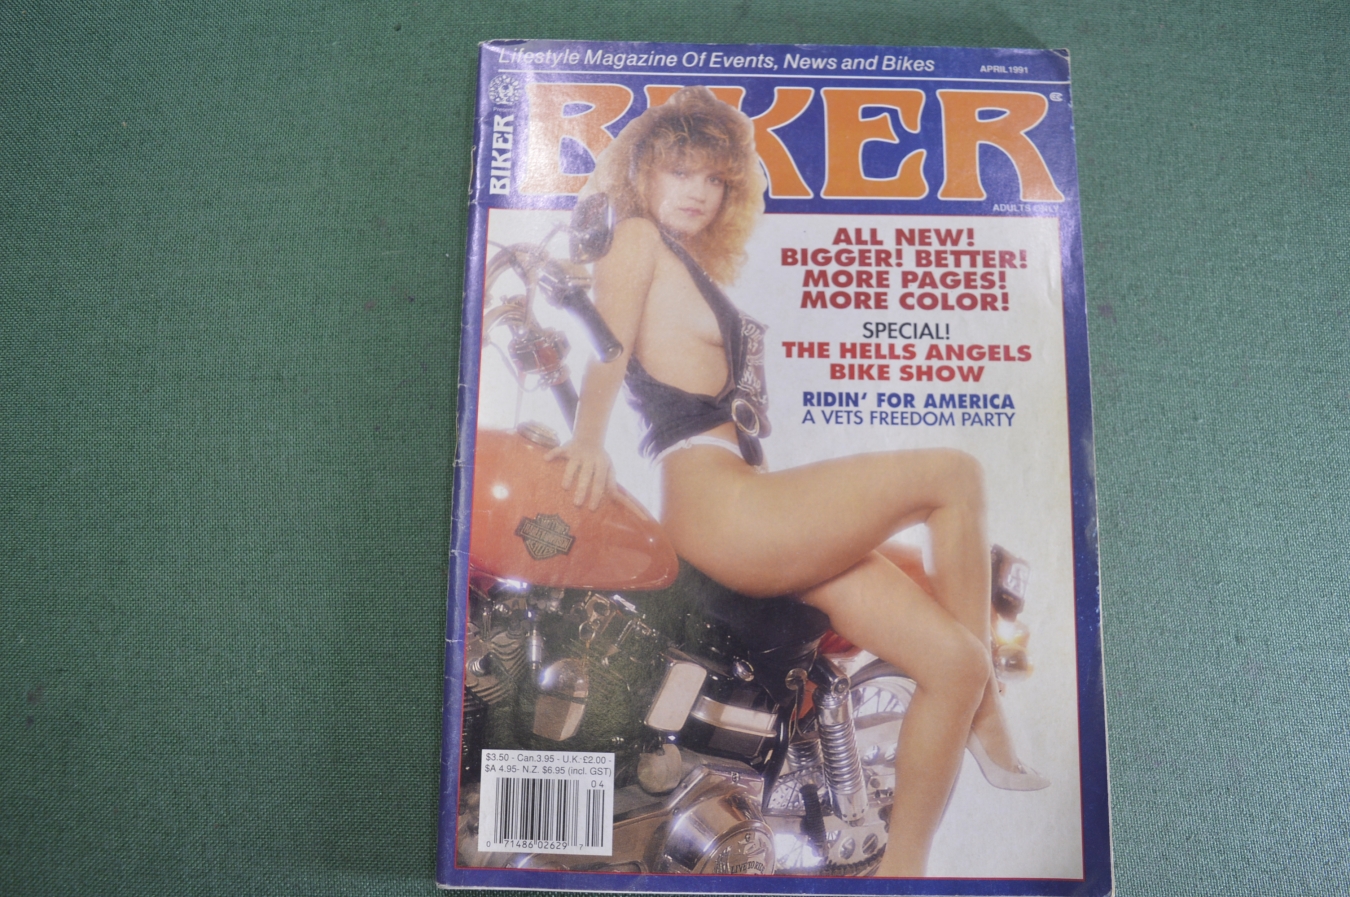 Lifestyle Magazine Of Events, News and Bikes
APRIL 1991
BIKER
BIKER
ADULTS ONLY
ALL NEW!
BIGGER! BETTER!
MORE PAGES!
MORE COLOR!
SPECIAL!
THE HELLS ANGELS
BIKE SHOW
RIDIN' FOR AMERICA
A VETS FREEDOM PARTY
HARLEY-DAVIDSON
$3.50 - Can.3.95 - U.K. £2.00 -
$A 4.95- N.Z. $6.95 (incl. GST)
04
0 71486 02629 7